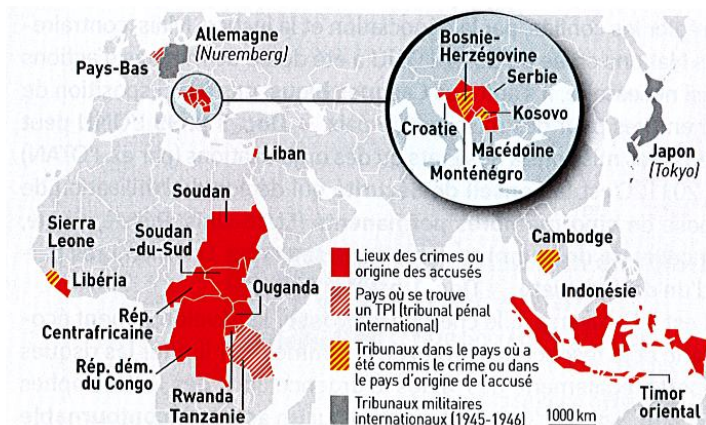 Allemagne
(Nuremberg)
Pays-Bas
Bosnie-
Herzégovine
Serbie
Kosovo
Croatie
Macédoine
Monténégro
Japon
(Tokyo)
Liban
Soudan
Soudan
-du-Sud
Sierra
Leone
Libéria
Ouganda
Rép.
Centrafricaine
Rép. dém.
du Congo
Rwanda
Tanzanie
Cambodge
Indonésie
Timor
oriental
Lieux des crimes ou
origine des accusés
Pays où se trouve
un TPI (tribunal pénal
international)
Tribunaux dans le pays où a
été commis le crime ou dans
le pays d'origine de l'accusé
Tribunaux militaires
internationaux (1945-1946)
1000 km